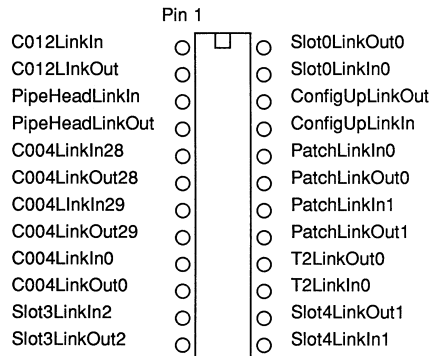 Pin 1
C012LinkIn Slot0LinkOut0
C012LInkOut Slot0LinkIn0
PipeHeadLinkIn ConfigUpLinkOut
PipeHeadLinkOut ConfigUpLinkIn
C004LinkIn28 PatchLinkIn0
C004LinkOut28 PatchLinkOut0
C004LinkIn29 PatchLinkIn1
C004LinkOut29 PatchLinkOut1
C004LinkIn0 T2LinkOut0
C004LinkOut0 T2LinkIn0
Slot3LinkIn2 Slot4LinkOut1
Slot3LinkOut2 Slot4LinkIn1